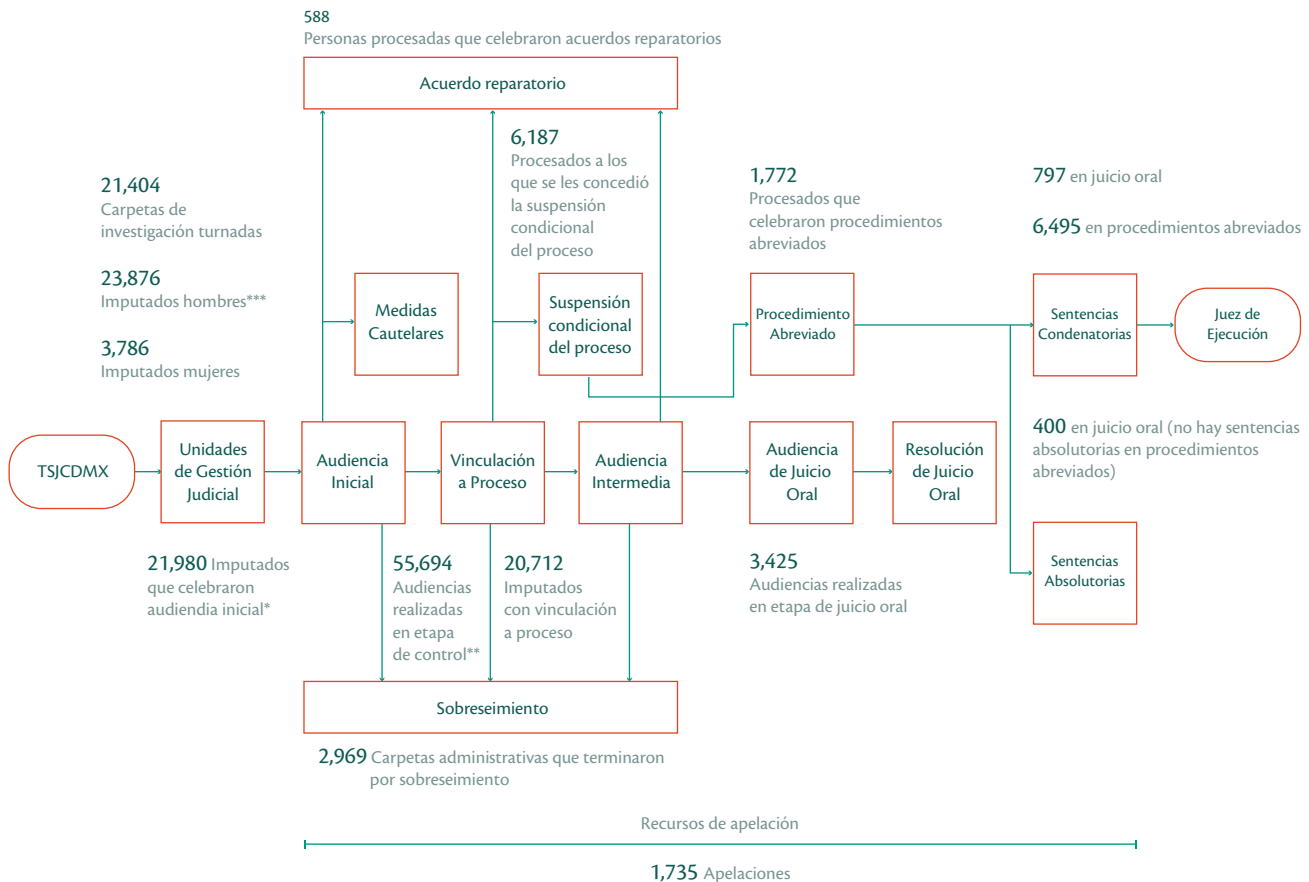 588
Personas procesadas que celebraron acuerdos reparatorios
Acuerdo reparatorio
6,187
Procesados a los
que se les concedió
la suspensión
condicional
del proceso
21,404
Carpetas de
investigación turnadas
23,876
Imputados hombres***
3,786
Imputados mujeres
1,772
Procesados que
celebraron procedimientos
abreviados
797 en juicio oral
6,495 en procedimientos abreviados
Medidas
Cautelares
Suspensión
condicional
del proceso
Procedimiento
Abreviado
Sentencias
Condenatorias
Juez de
Ejecución
TSJCDMX
Unidades
de Gestión
Judicial
Audiencia
Inicial
Vinculación
a Proceso
Audiencia
Intermedia
Audiencia
de Juicio
Oral
Resolución
de Juicio
Oral
400 en juicio oral (no hay sentencias
absolutorias en procedimientos
abreviados)
21,980 Imputados
que celebraron
audiendia inicial*
55,694
Audiencias
realizadas
en etapa
de control**
20,712
Imputados
con vinculación
a proceso
3,425
Audiencias realizadas
en etapa de juicio oral
Sentencias
Absolutorias
Sobreseimiento
2,969 Carpetas administrativas que terminaron
por sobreseimiento
Recursos de apelación
1,735 Apelaciones